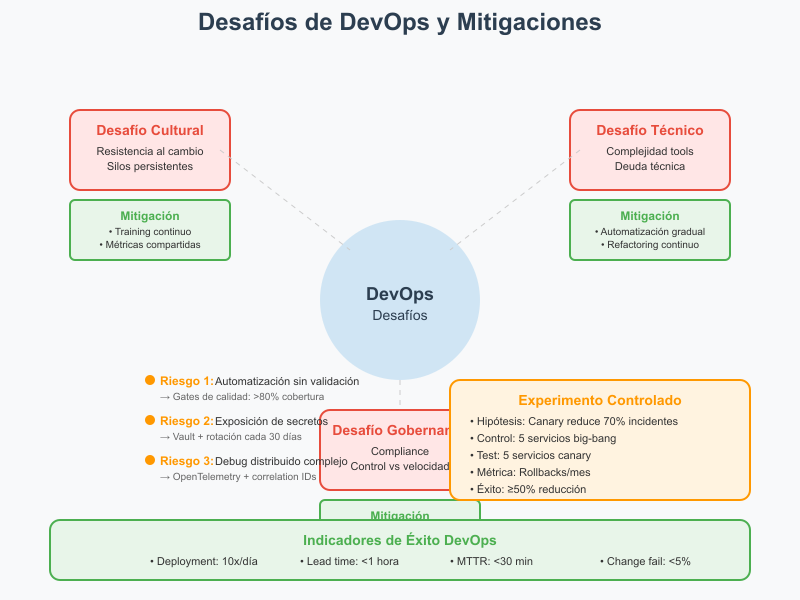 Desafíos de DevOps y Mitigaciones
Desafío Cultural
Resistencia al cambio
Silos persistentes
Mitigación
• Training continuo
• Métricas compartidas
Desafío Técnico
Complejidad tools
Deuda técnica
Mitigación
• Automatización gradual
• Refactoring continuo
DevOps
Desafíos
Riesgo 1: Automatización sin validación
→ Gates de calidad: >80% cobertura
Riesgo 2: Exposición de secretos
→ Vault + rotación cada 30 días
Riesgo 3: Debug distribuido complejo
→ OpenTelemetry + correlation IDs
Desafío
Compliance
Control vs velocidad
Mitigación
Experimento Controlado
• Hipótesis: Canary reduce 70% incidentes
• Control: 5 servicios big-bang
• Test: 5 servicios canary
• Métrica: Rollbacks/mes
• Éxito: ≥50% reducción
Indicadores de Éxito DevOps
• Deployment: 10x/día
• Lead time: <1 hora
• MTTR: <30 min
• Change fail: <5%